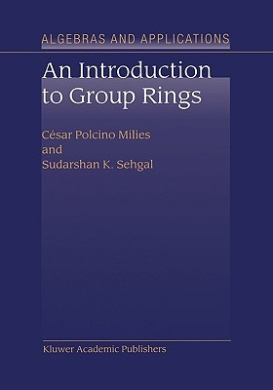 ALGEBRAS AND APPLICATIONS
An Introduction
to Group Rings
César Polcino Milies
and
Sudarshan K. Sehgal
Kluwer Academic Publishers